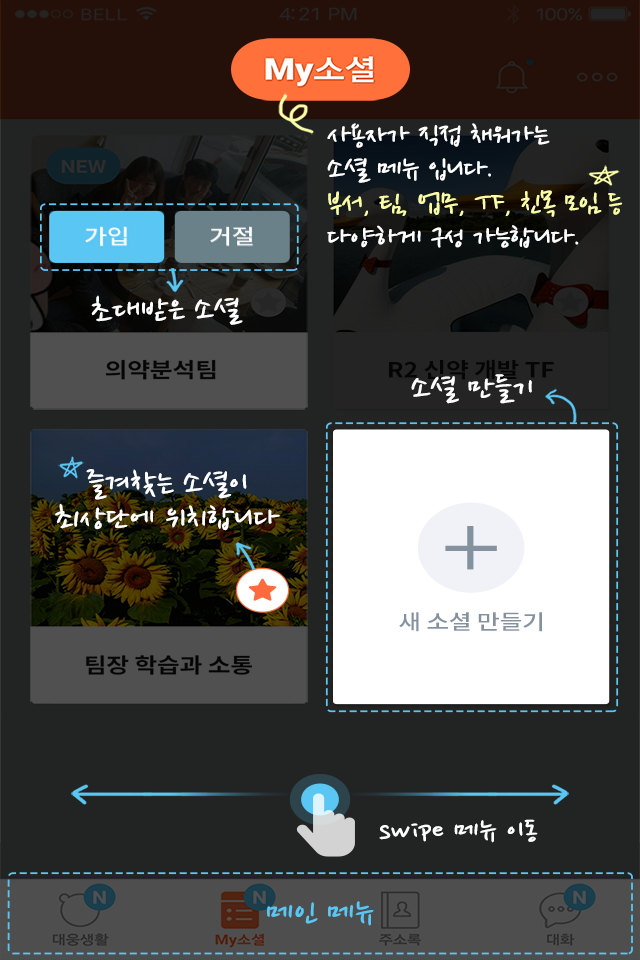 BELL
4:21 PM
100%
My소셜
사용자가 직접 채워가는
소셜 메뉴 입니다.
부서, 팀, 업무, TF, 친목 모임 등
다양하게 구성 가능합니다.
NEW
가입
거절
초대받은 소셜
의약분석팀
R2 신약 개발 TF
소셜 만들기
즐겨찾는 소셜이
최상단에 위치합니다
새 소셜 만들기
팀장 학습과 소통
swipe 메뉴 이동
N
N
N
메인 메뉴
대웅생활
My소셜
주소록
대화